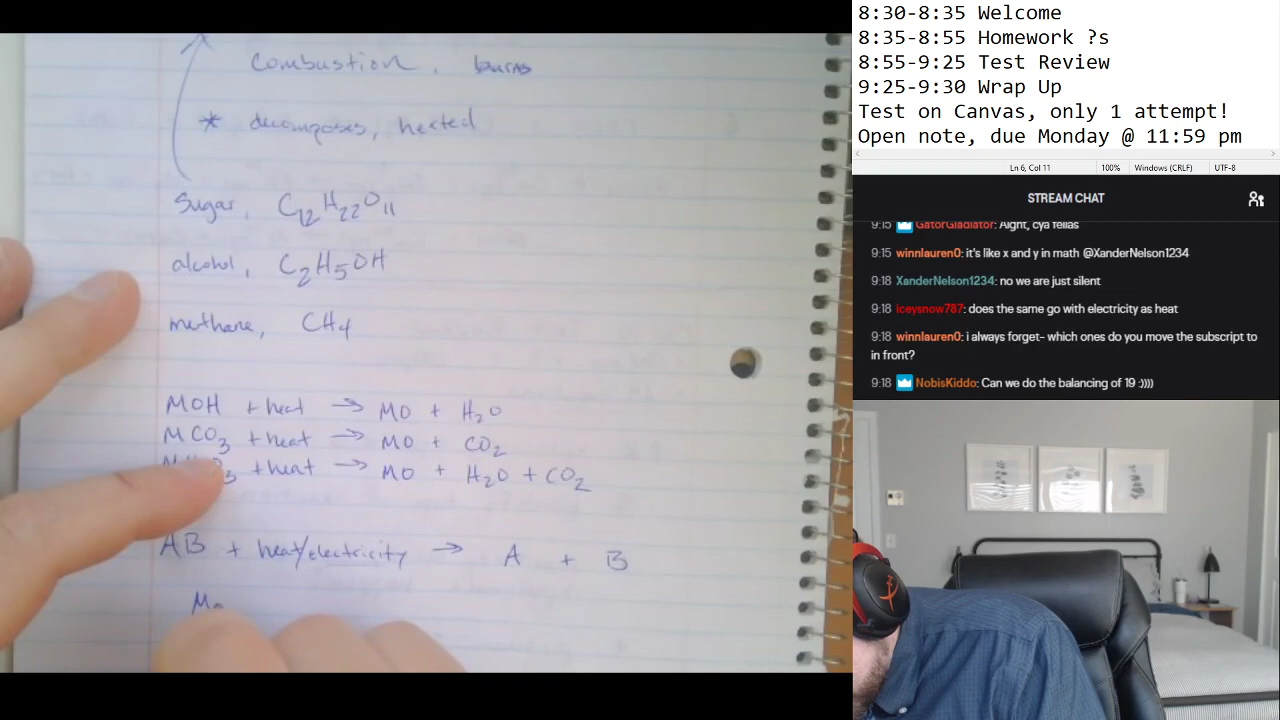 combustion, burns
* decomposes, heated
sugar, C12H22O11
alcohol, C2H5OH
methane, CH4
MOH + heat → MO + H2O
MCO3 + heat → MO + CO2
3 + heat → MO + H2O + CO2
AB + heat/electricity → A + B
8:30-8:35 Welcome
8:35-8:55 Homework ?s
8:55-9:25 Test Review
9:25-9:30 Wrap Up
Test on Canvas, only 1 attempt!
Open note, due Monday @ 11:59 pm
Ln 6, Col 11 100% Windows (CRLF) UTF-8
STREAM CHAT
9:15 GatorGladiator: Aight, cya fellas
9:15 winnlauren0: it's like x and y in math @XanderNelson1234
9:18 XanderNelson1234: no we are just silent
9:18 iceysnow787: does the same go with electricity as heat
9:18 winnlauren0: i always forget- which ones do you move the subscript to
in front?
9:18 NobisKiddo: Can we do the balancing of 19 :))))